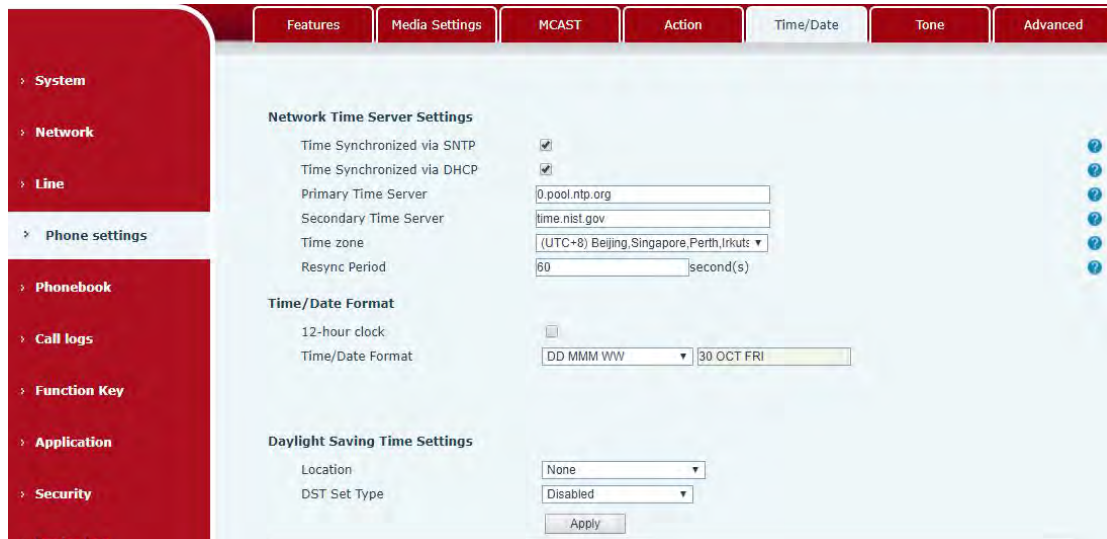 Features Media Settings MCAST Action Time/Date Tone Advanced
› System
› Network
› Line
› Phone settings
› Phonebook
› Call logs
› Function Key
› Application
› Security
Network Time Server Settings
Time Synchronized via SNTP
Time Synchronized via DHCP
Primary Time Server 0.pool.ntp.org
Secondary Time Server time.nist.gov
Time zone (UTC+8) Beijing,Singapore,Perth,Irkuts
Resync Period 60 second(s)
Time/Date Format
12-hour clock
Time/Date Format DD MMM WW 30 OCT FRI
Daylight Saving Time Settings
Location None
DST Set Type Disabled
Apply